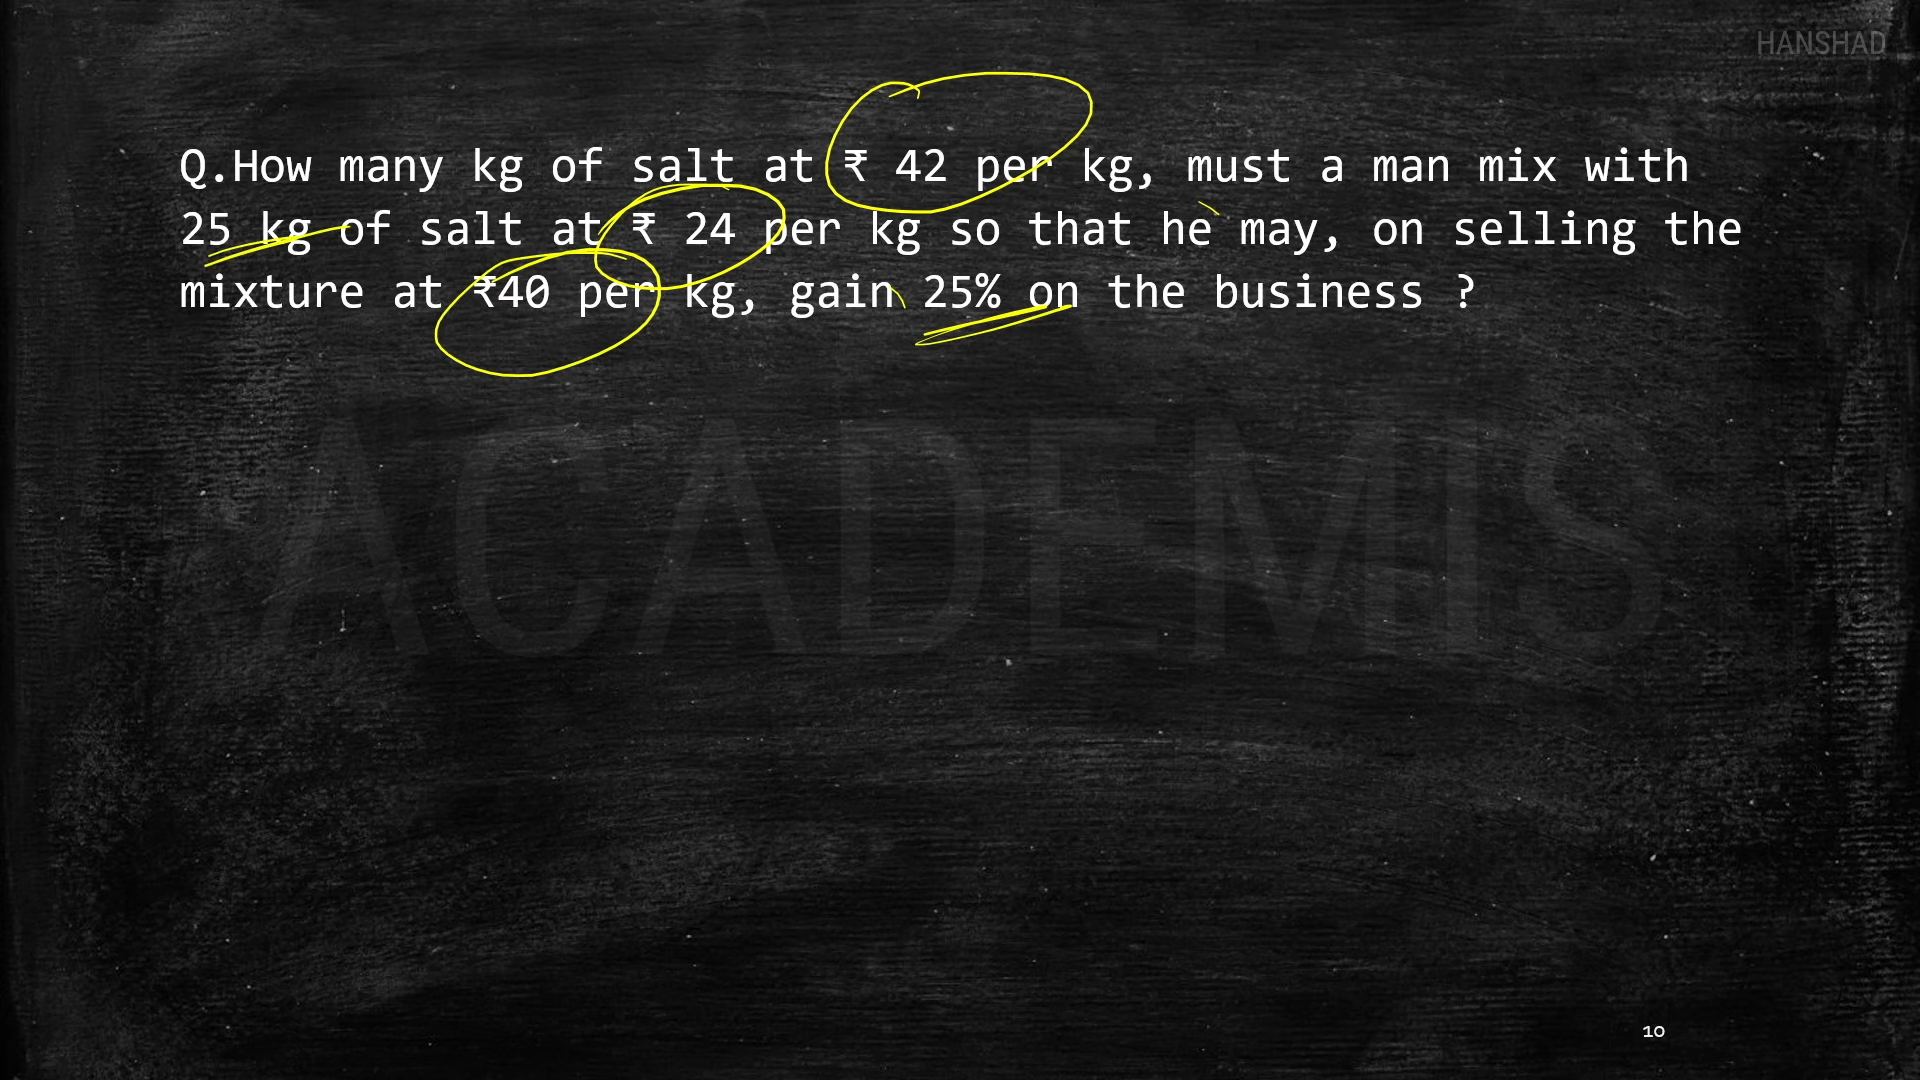 HANSHAD
Q.How many kg of salt at ₹ 42 per kg, must a man mix with
25 kg of salt at ₹ 24 per kg so that he may, on selling the
mixture at ₹40 per kg, gain 25% on the business ?
ACADEMIS
10